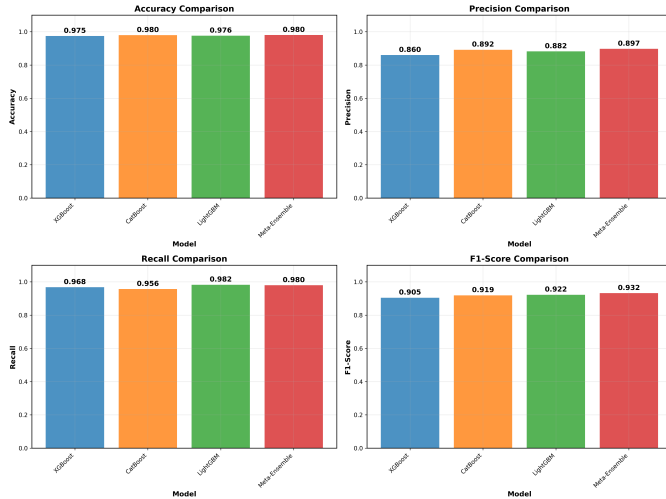 Accuracy Comparison
0.975 0.980 0.976 0.980
1.0
0.8
0.6
0.4
0.2
0.0
Accuracy
XGBoost CatBoost LightGBM Meta-Ensemble
Model
Precision Comparison
0.860 0.892 0.882 0.897
1.0
0.8
0.6
0.4
0.2
0.0
Precision
XGBoost CatBoost LightGBM Meta-Ensemble
Model
Recall Comparison
0.968 0.956 0.982 0.980
1.0
0.8
0.6
0.4
0.2
0.0
Recall
XGBoost CatBoost LightGBM Meta-Ensemble
Model
F1-Score Comparison
0.905 0.919 0.922 0.932
1.0
0.8
0.6
0.4
0.2
0.0
F1-Score
XGBoost CatBoost LightGBM Meta-Ensemble
Model